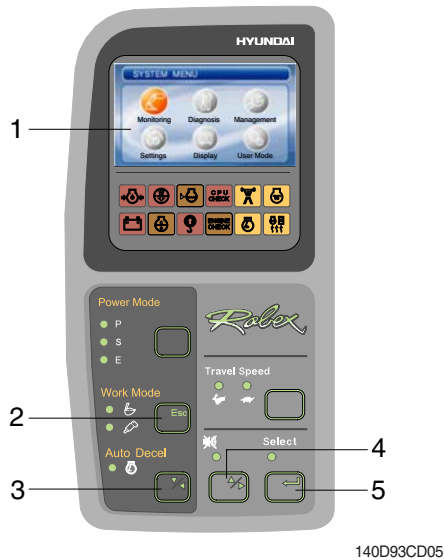 HYUNDAI
SYSTEM MENU
1
Monitoring Diagnosis Management
Settings Display User Mode
CPU CHECK
ENGINE CHECK
Power Mode
P
S
E
Robex
Travel Speed
Work Mode
2
Esc
Auto Decel
Select
3
4
5
140D93CD05